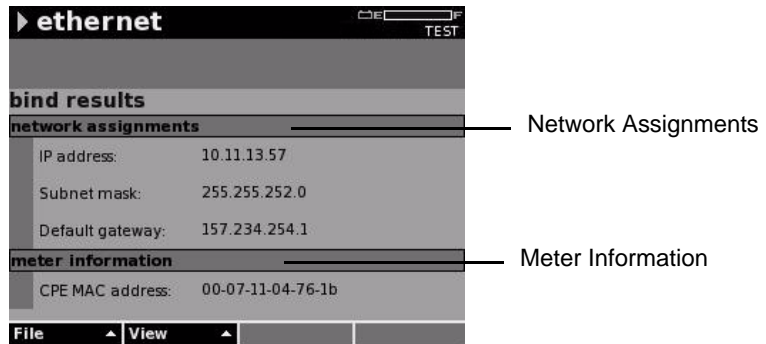 ethernet
E F
TEST
bind results
network assignments
Network Assignments
IP address: 10.11.13.57
Subnet mask: 255.255.252.0
Default gateway: 157.234.254.1
meter information
Meter Information
CPE MAC address: 00-07-11-04-76-1b
File View